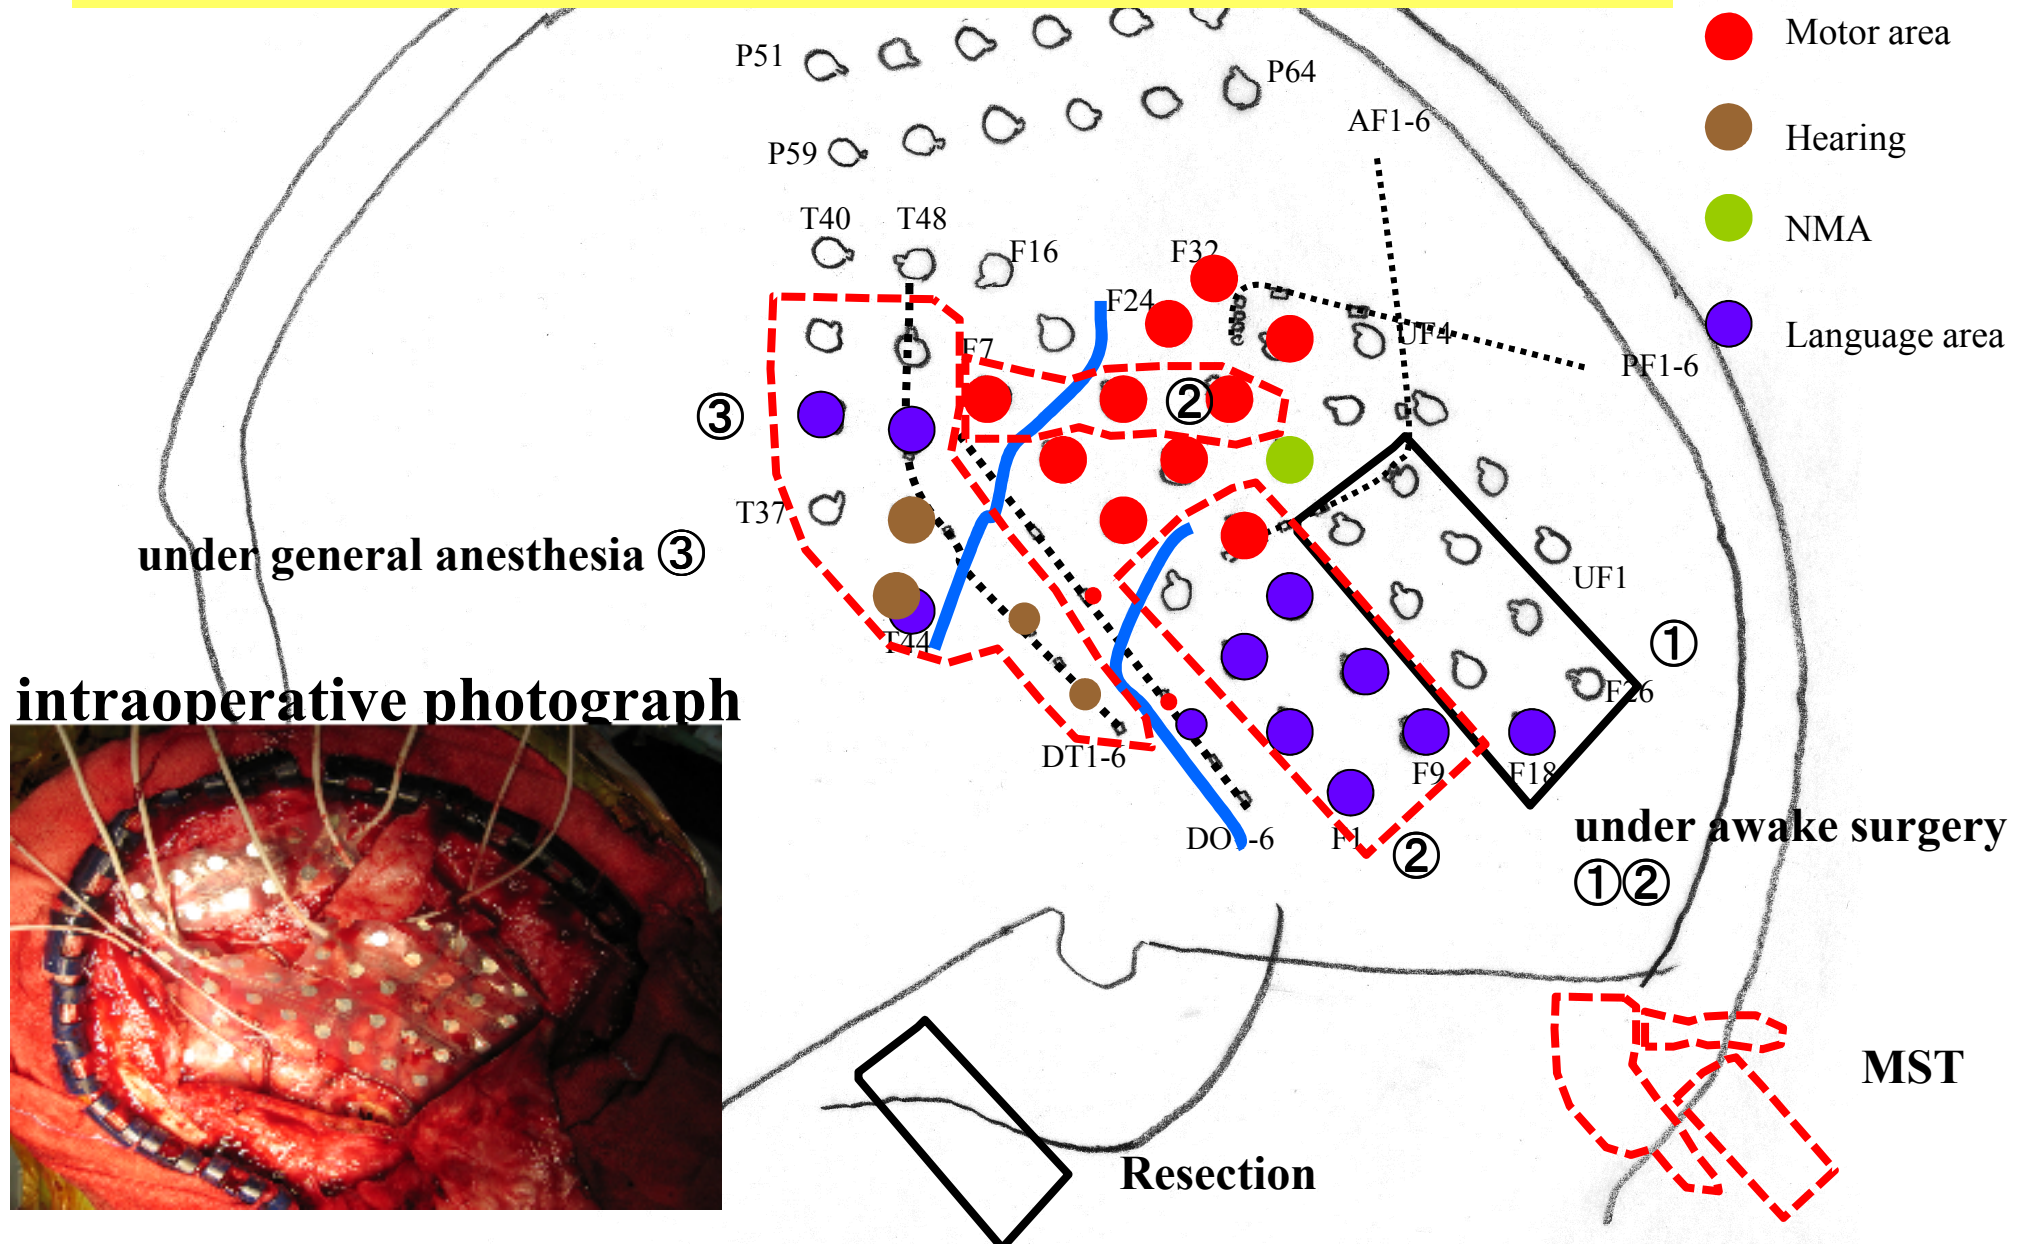 Motor area
P51
P64
AF1-6
Hearing
P59
T40
T48
F16
F32
NMA
F24
F7
UF4
Language area
PF1-6
③
②
T37
under general anesthesia ③
UF1
T44
①
F26
intraoperative photograph
DT1-6
F9
F18
DO1-6
F1
②
under awake surgery
①②
MST
Resection